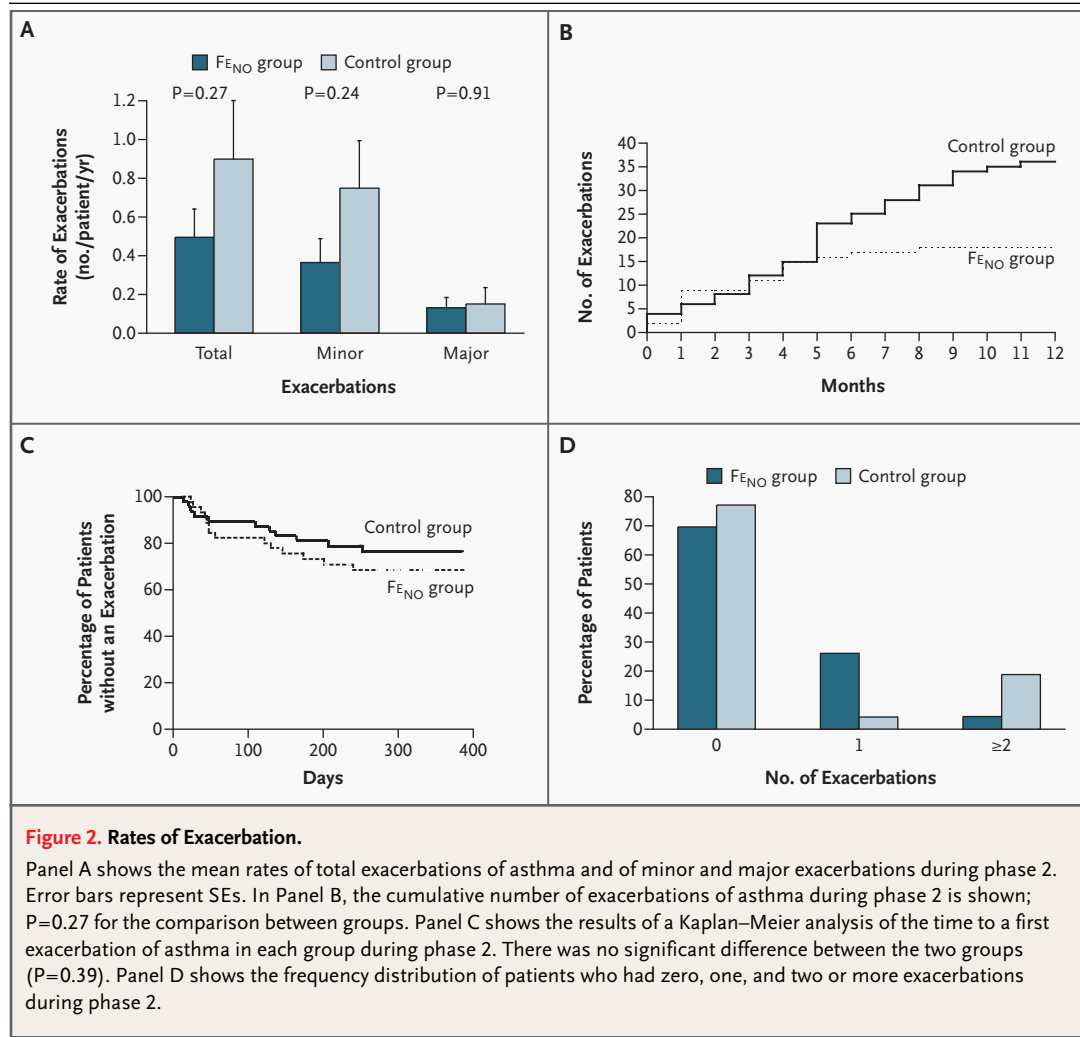 A
FENO group Control group
P=0.27 P=0.24 P=0.91
Rate of Exacerbations
(no./patient/yr)
1.2
1.0
0.8
0.6
0.4
0.2
0.0
Total Minor Major
Exacerbations
B
No. of Exacerbations
40
35
30
25
20
15
10
5
0
Control group
FENO group
0 1 2 3 4 5 6 7 8 9 10 11 12
Months
C
Percentage of Patients
without an Exacerbation
100
80
60
40
20
0
Control group
FENO group
0 100 200 300 400
Days
D
FENO group Control group
Percentage of Patients
80
70
60
50
40
30
20
10
0
0 1 ≥2
No. of Exacerbations
Figure 2. Rates of Exacerbation.
Panel A shows the mean rates of total exacerbations of asthma and of minor and major exacerbations during phase 2.
Error bars represent SEs. In Panel B, the cumulative number of exacerbations of asthma during phase 2 is shown;
P=0.27 for the comparison between groups. Panel C shows the results of a Kaplan–Meier analysis of the time to a first
exacerbation of asthma in each group during phase 2. There was no significant difference between the two groups
(P=0.39). Panel D shows the frequency distribution of patients who had zero, one, and two or more exacerbations
during phase 2.